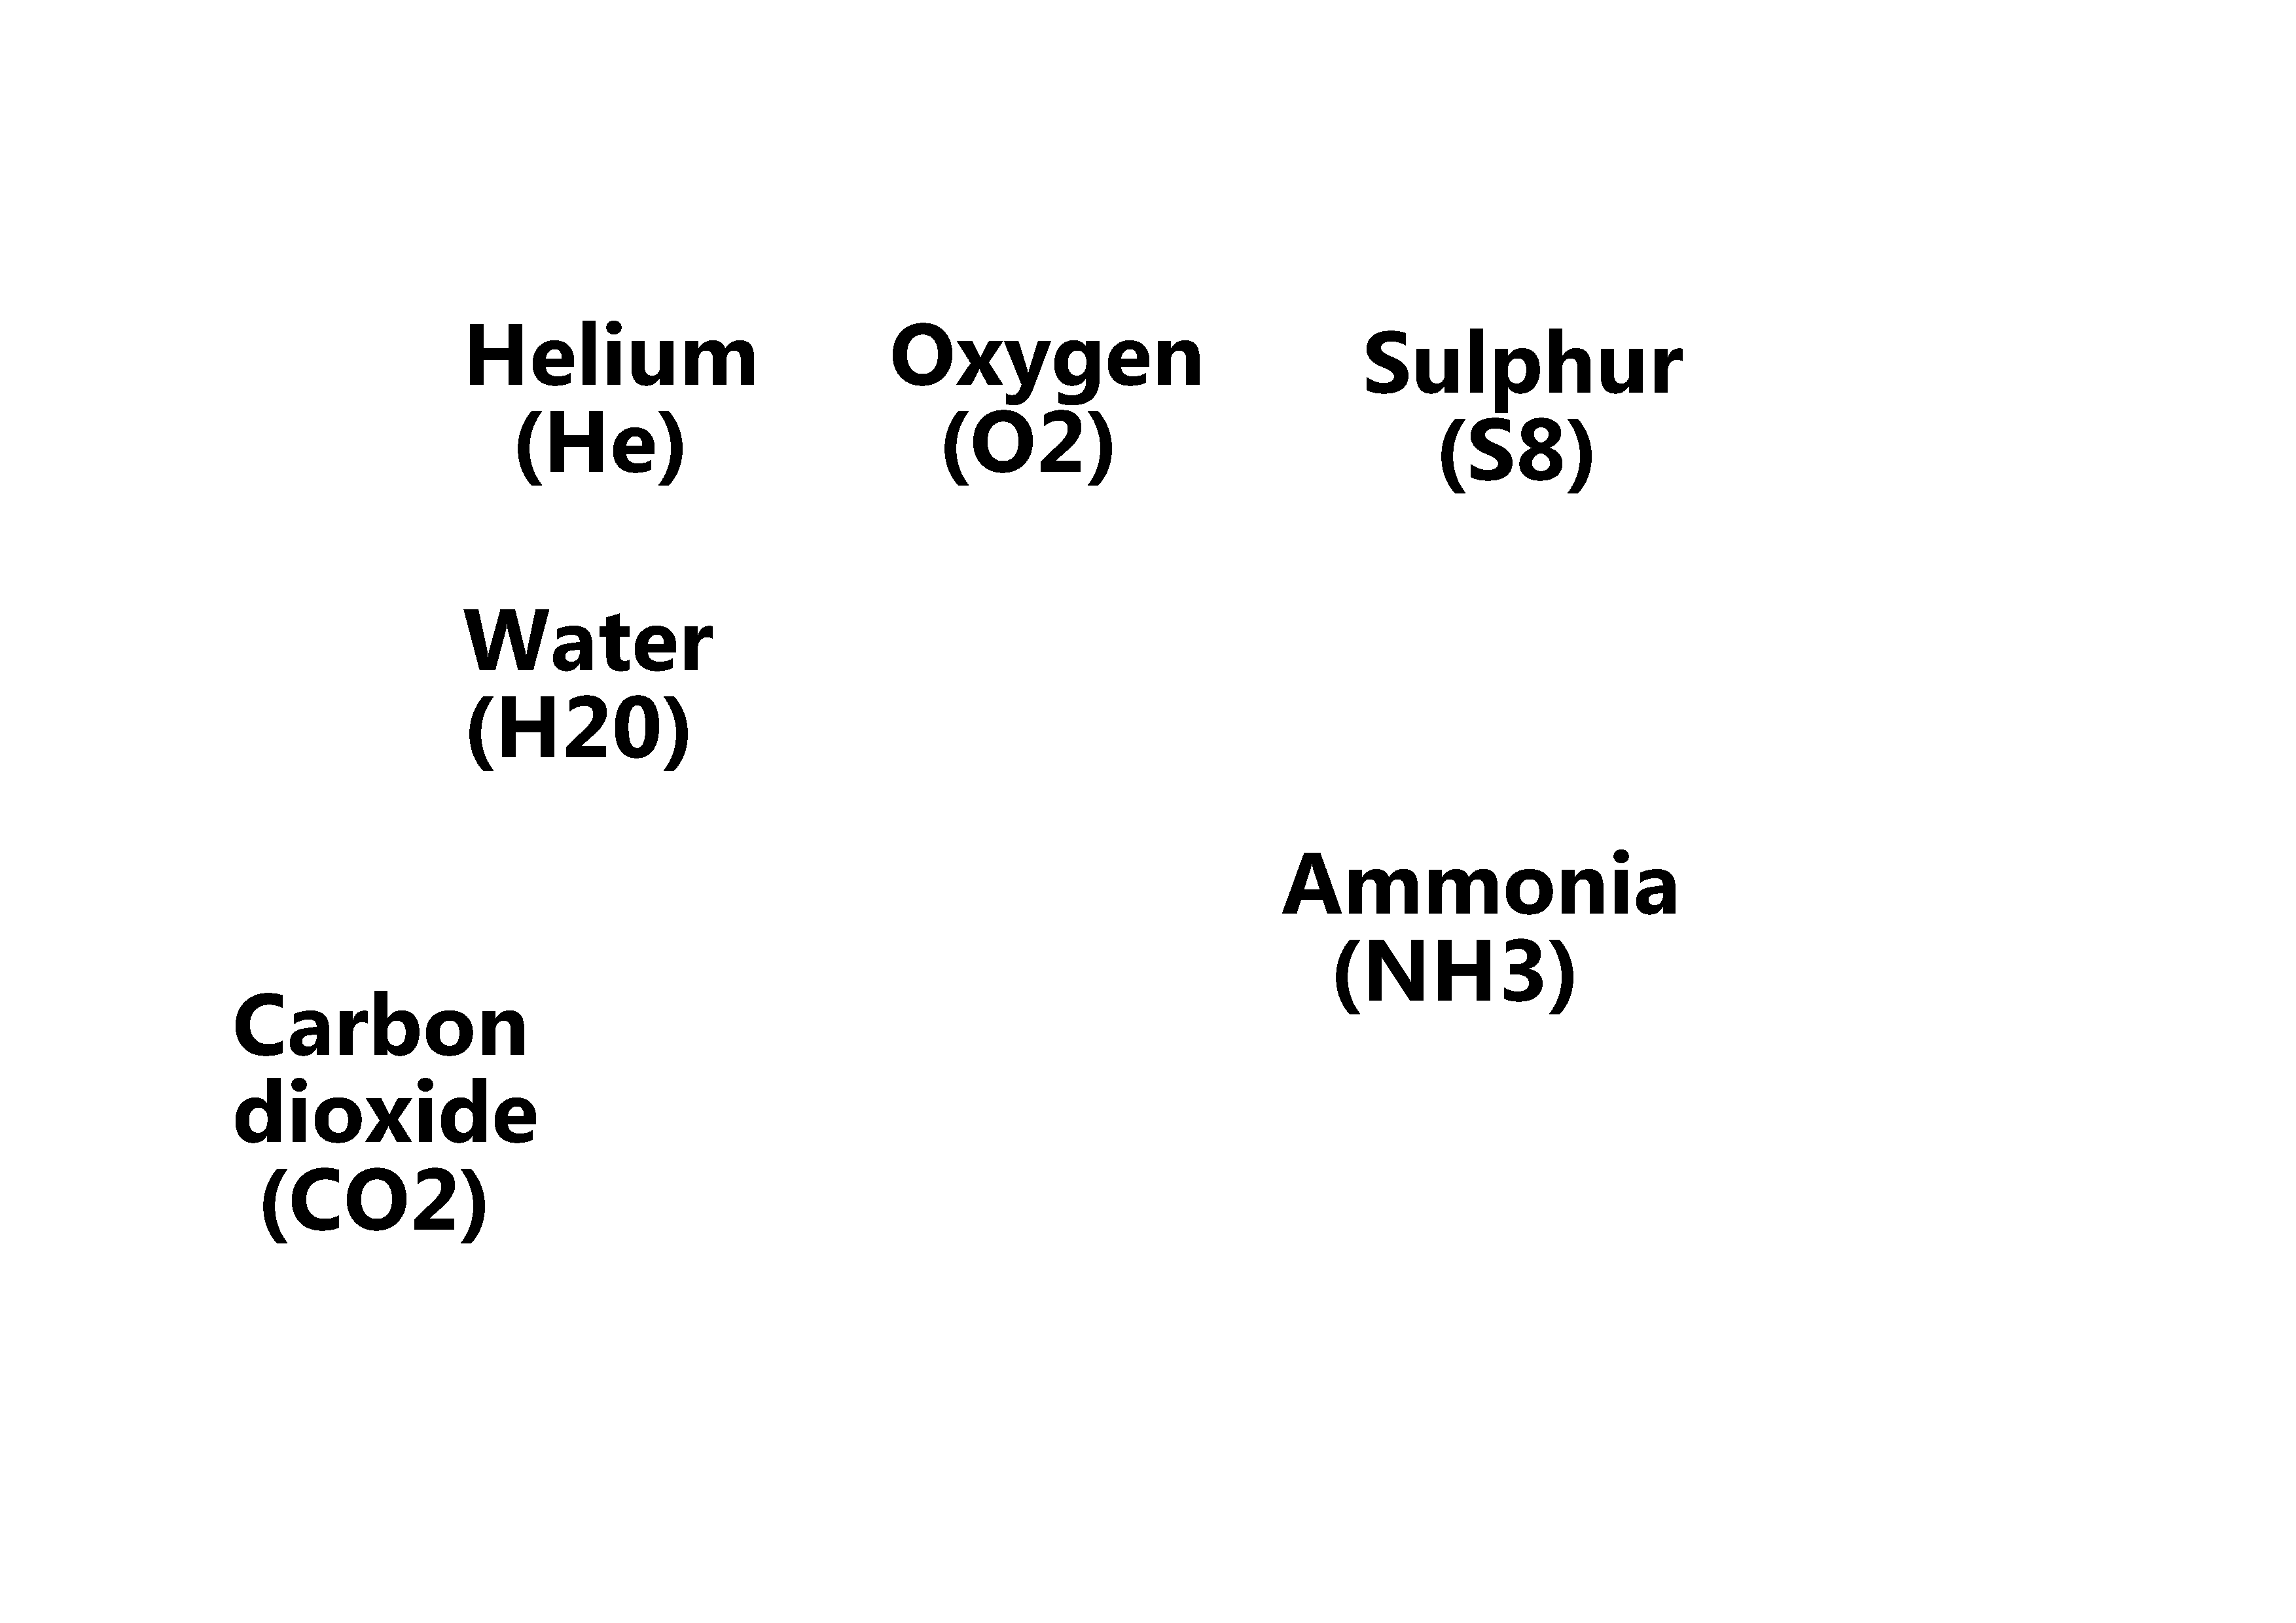 Helium
(He)
Oxygen
(O2)
Sulphur
(S8)
Water
(H20)
Ammonia
(NH3)
Carbon
dioxide
(CO2)